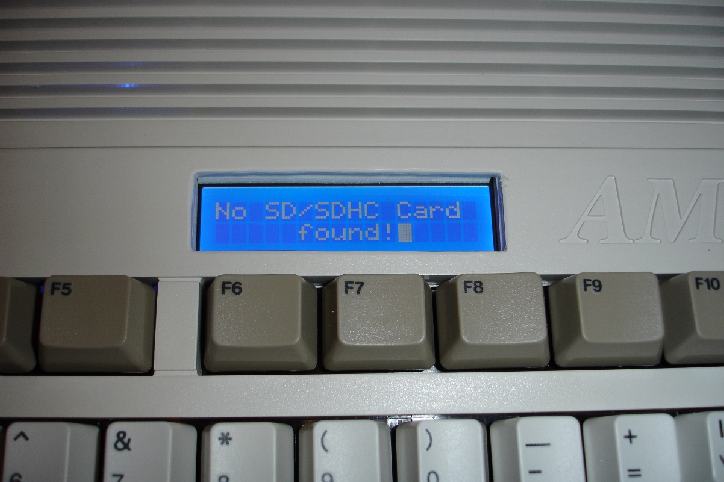 AM
No SD/SDHC Card
found!
F5 F6 F7 F8 F9 F10
^ & * ( ) — +
- =